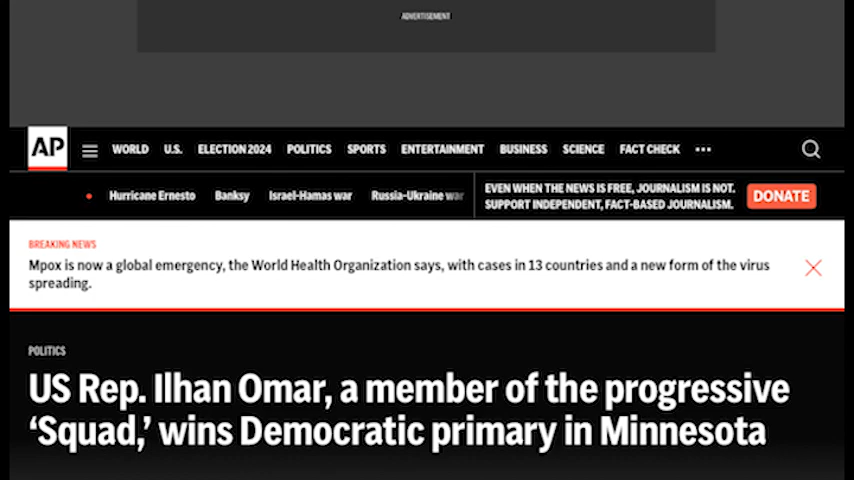 ADVERTISEMENT
AP
WORLD U.S. ELECTION 2024 POLITICS SPORTS ENTERTAINMENT BUSINESS SCIENCE FACT CHECK •••
Hurricane Ernesto Banksy Israel-Hamas war Russia-Ukraine war
EVEN WHEN THE NEWS IS FREE, JOURNALISM IS NOT.
SUPPORT INDEPENDENT, FACT-BASED JOURNALISM.
DONATE
BREAKING NEWS
Mpox is now a global emergency, the World Health Organization says, with cases in 13 countries and a new form of the virus
spreading.
POLITICS
US Rep. Ilhan Omar, a member of the progressive
‘Squad,’ wins Democratic primary in Minnesota